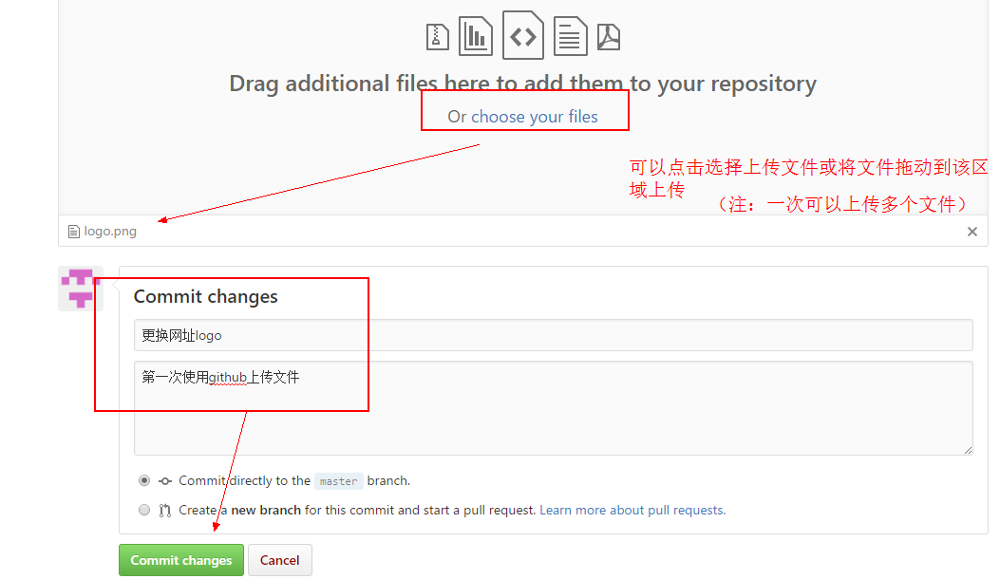 Drag additional files here to add them to your repository
Or choose your files
可以点击选择上传文件或将文件拖动到该区
域上传
（注：一次可以上传多个文件）
logo.png
Commit changes
更换网址logo
第一次使用github上传文件
Commit directly to the master branch.
Create a new branch for this commit and start a pull request. Learn more about pull requests.
Commit changes
Cancel